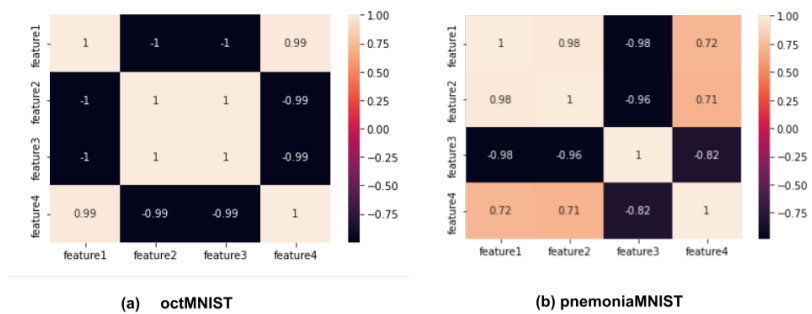 feature1 1 -1 -1 0.99
feature2 -1 1 1 -0.99
feature3 -1 1 1 -0.99
feature4 0.99 -0.99 -0.99 1
feature1 feature2 feature3 feature4
1.00
0.75
0.50
0.25
0.00
−0.25
−0.50
−0.75
(a) octMNIST
feature1 1 0.98 -0.98 0.72
feature2 0.98 1 -0.96 0.71
feature3 -0.98 -0.96 1 -0.82
feature4 0.72 0.71 -0.82 1
feature1 feature2 feature3 feature4
1.00
0.75
0.50
0.25
0.00
−0.25
−0.50
−0.75
(b) pnemoniaMNIST